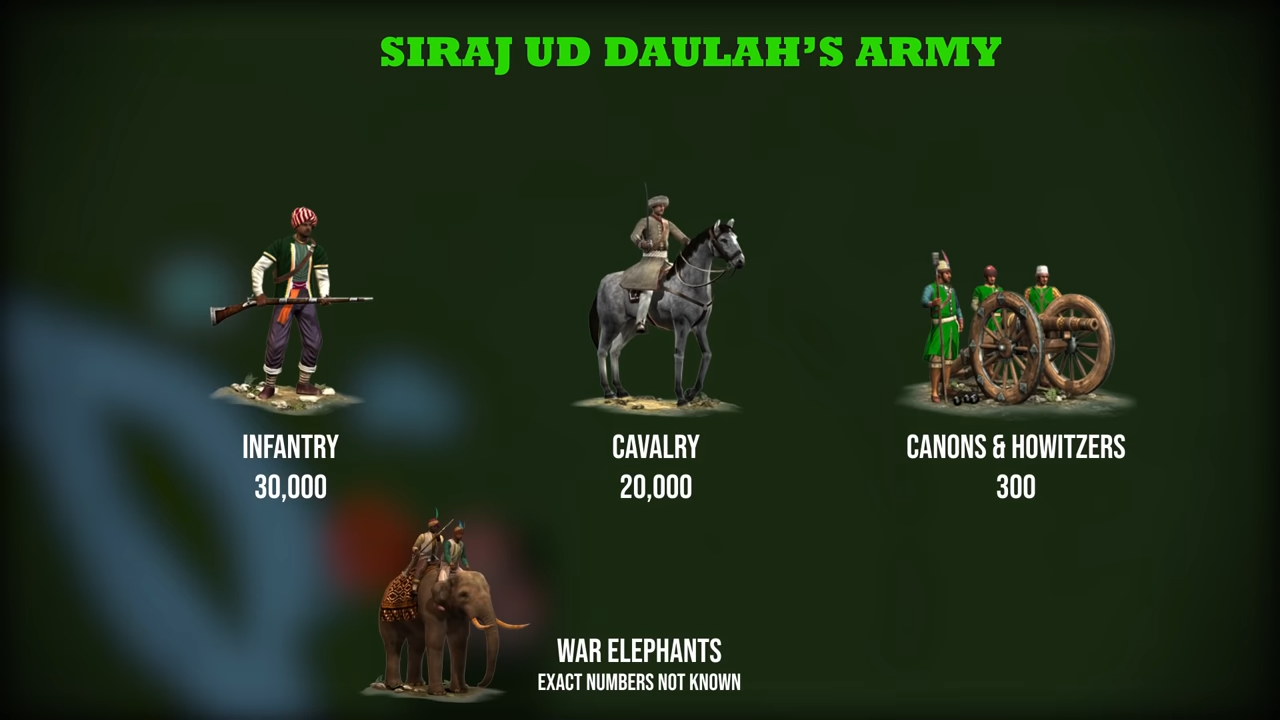 SIRAJ UD DAULAH’S ARMY
INFANTRY
30,000
CAVALRY
20,000
CANONS & HOWITZERS
300
WAR ELEPHANTS
EXACT NUMBERS NOT KNOWN